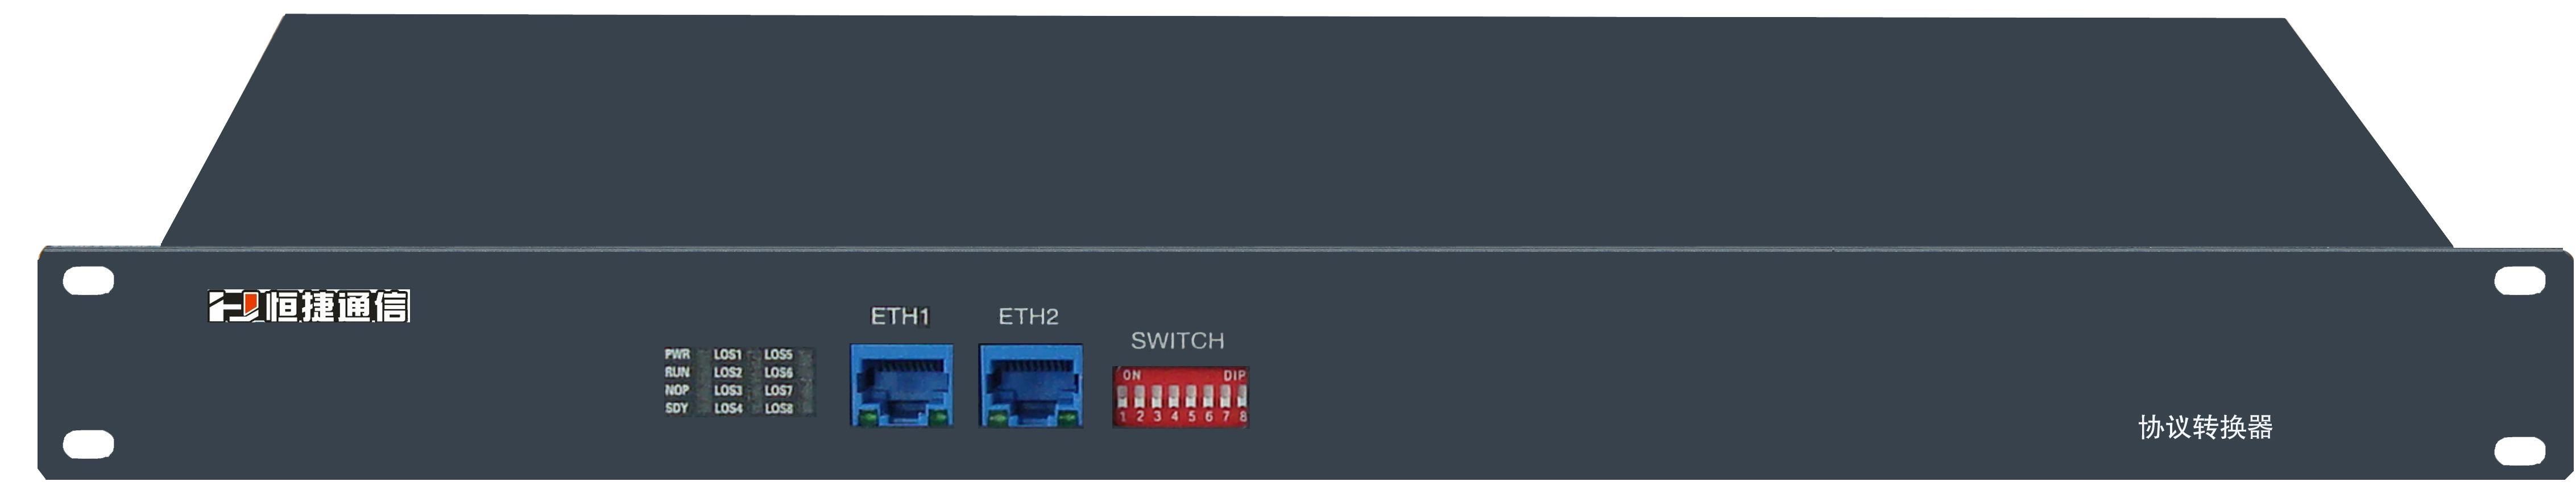 恒捷通信
ETH1 ETH2
SWITCH
PWR LOS1 LOS5
RUN LOS2 LOS6
NOP LOS3 LOS7
SDY LOS4 LOS8
ON DIP
1 2 3 4 5 6 7 8
协议转换器